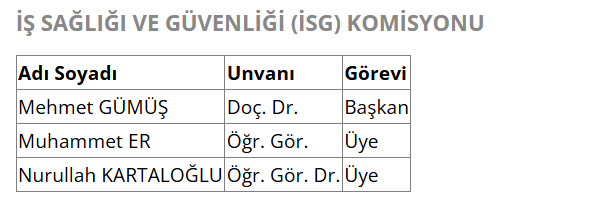 İŞ SAĞLIĞI VE GÜVENLİĞİ (İSG) KOMİSYONU
Adı Soyadı Unvanı Görevi
Mehmet GÜMÜŞ Doç. Dr. Başkan
Muhammet ER Öğr. Gör. Üye
Nurullah KARTALOĞLU Öğr. Gör. Dr. Üye